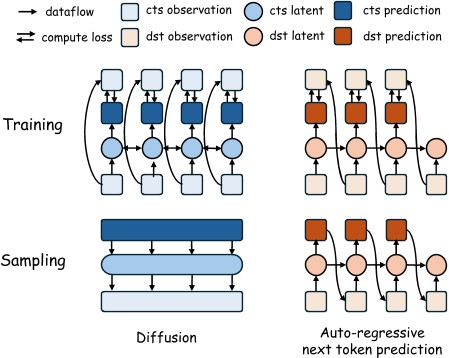 dataflow cts observation cts latent cts prediction
compute loss dst observation dst latent dst prediction
Training
Sampling
Diffusion
Auto-regressive
next token prediction